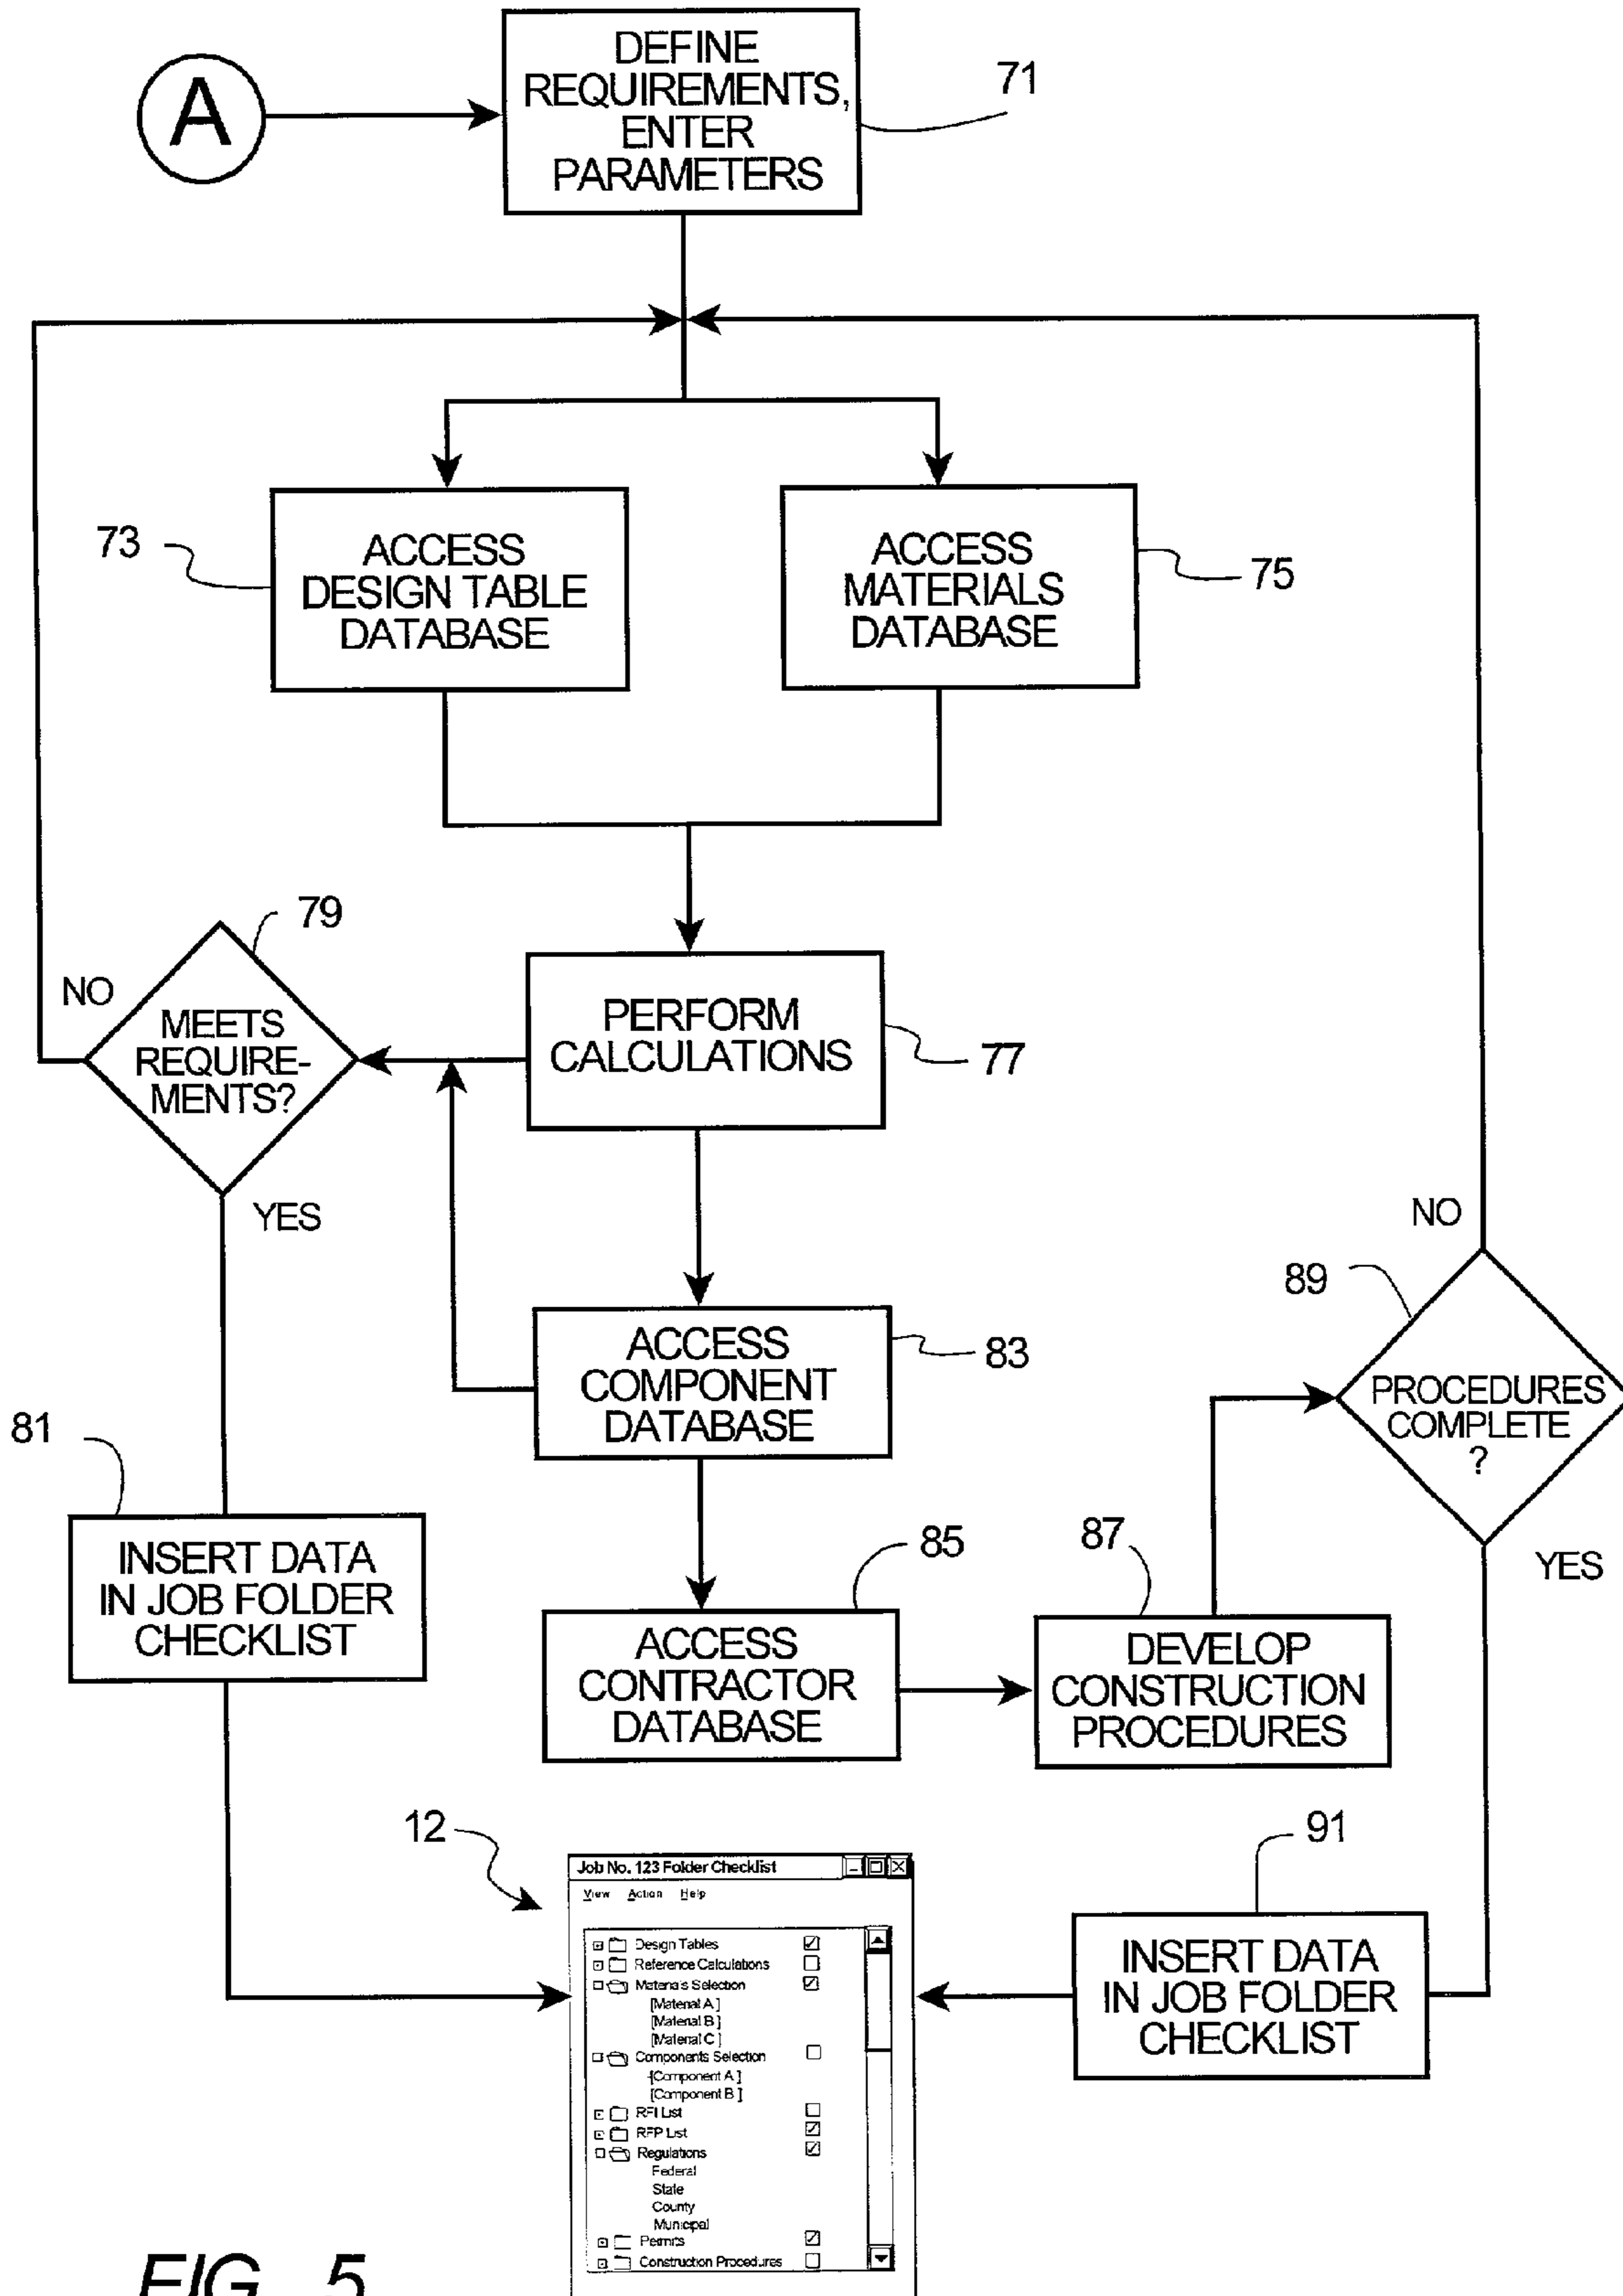 DEFINE
REQUIREMENTS,
ENTER
PARAMETERS
71
A
73
ACCESS
DESIGN TABLE
DATABASE
ACCESS
MATERIALS
DATABASE
75
79
NO
MEETS
REQUIRE-
MENTS?
YES
PERFORM
CALCULATIONS
77
NO
89
PROCEDURES
COMPLETE
?
YES
ACCESS
COMPONENT
DATABASE
83
81
INSERT DATA
IN JOB FOLDER
CHECKLIST
85
ACCESS
CONTRACTOR
DATABASE
87
DEVELOP
CONSTRUCTION
PROCEDURES
12
91
INSERT DATA
IN JOB FOLDER
CHECKLIST
Job No. 123 Folder Checklist
View Action Help
Design Tables
Reference Calculations
Materials Selection
[Material A]
[Material B]
[Material C]
Components Selection
[Component A]
[Component B]
RFI List
RFP List
Regulations
Federal
State
County
Municipal
Permits
Construction Procedures
FIG. 5